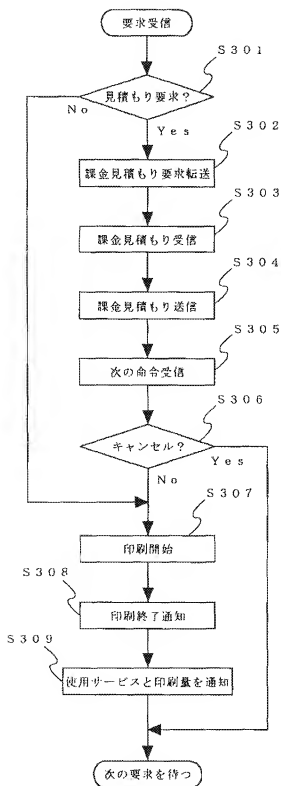 要求受信
S301
見積もり要求?
No
Yes
S302
課金見積もり要求転送
S303
課金見積もり受信
S304
課金見積もり送信
S305
次の命令受信
S306
キャンセル?
Yes
No
S307
印刷開始
S308
印刷終了通知
S309
使用サービスと印刷量を通知
次の要求を待つ